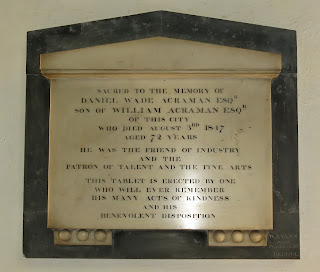 SACRED TO THE MEMORY OF
DANIEL WADE ACRAMAN ESQR
SON OF WILLIAM ACRAMAN ESQR
OF THIS CITY
WHO DIED AUGUST 3RD 1847
AGED 72 YEARS
HE WAS THE FRIEND OF INDUSTRY
AND THE
PATRON OF TALENT AND THE FINE ARTS
THIS TABLET IS ERECTED BY ONE
WHO WILL EVER REMEMBER
HIS MANY ACTS OF KINDNESS
AND HIS
BENEVOLENT DISPOSITION